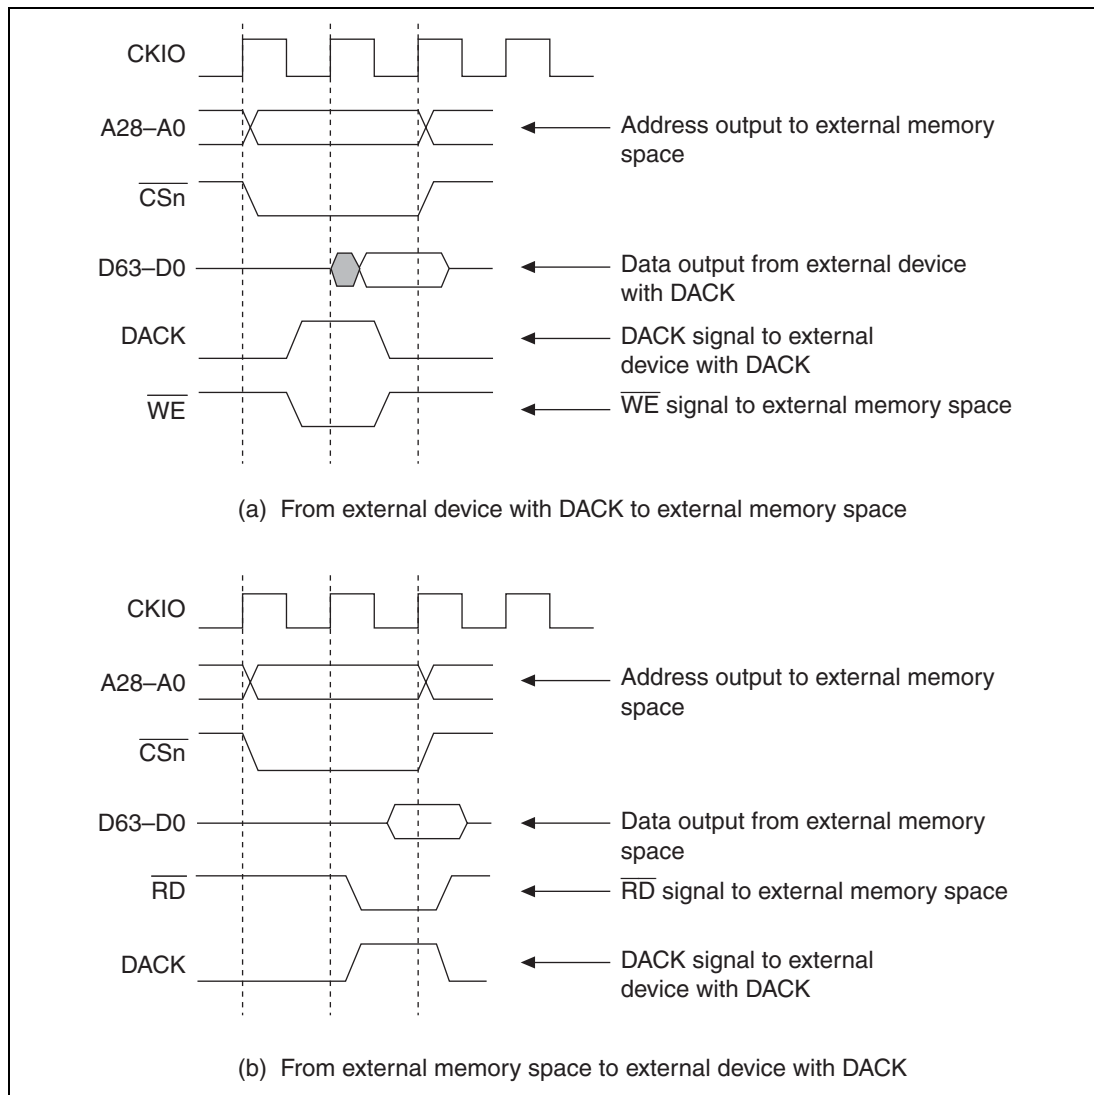 CKIO
A28–A0
Address output to external memory
space
CSn
D63–D0
Data output from external device
with DACK
DACK
DACK signal to external
device with DACK
WE
WE signal to external memory space
(a) From external device with DACK to external memory space
CKIO
A28–A0
Address output to external memory
space
CSn
D63–D0
Data output from external memory
space
RD
RD signal to external memory space
DACK
DACK signal to external
device with DACK
(b) From external memory space to external device with DACK